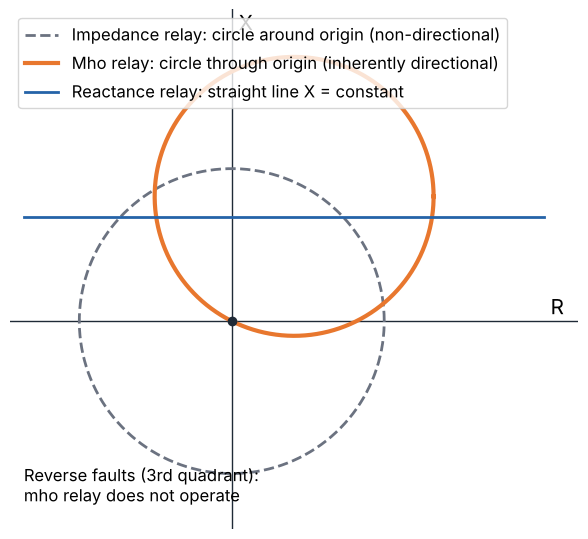 X
Impedance relay: circle around origin (non-directional)
Mho relay: circle through origin (inherently directional)
Reactance relay: straight line X = constant
R
Reverse faults (3rd quadrant):
mho relay does not operate